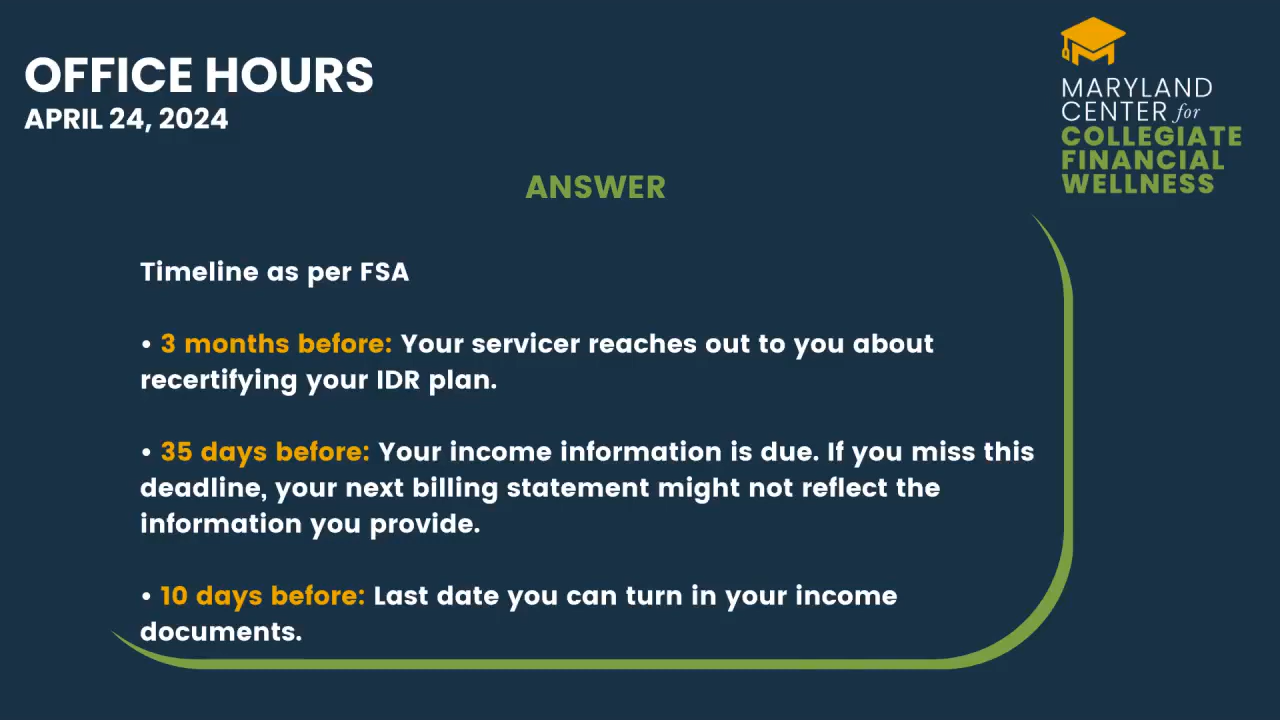 OFFICE HOURS
APRIL 24, 2024
MARYLAND
CENTER for
COLLEGIATE
FINANCIAL
WELLNESS
ANSWER
Timeline as per FSA
• 3 months before: Your servicer reaches out to you about
recertifying your IDR plan.
• 35 days before: Your income information is due. If you miss this
deadline, your next billing statement might not reflect the
information you provide.
• 10 days before: Last date you can turn in your income
documents.